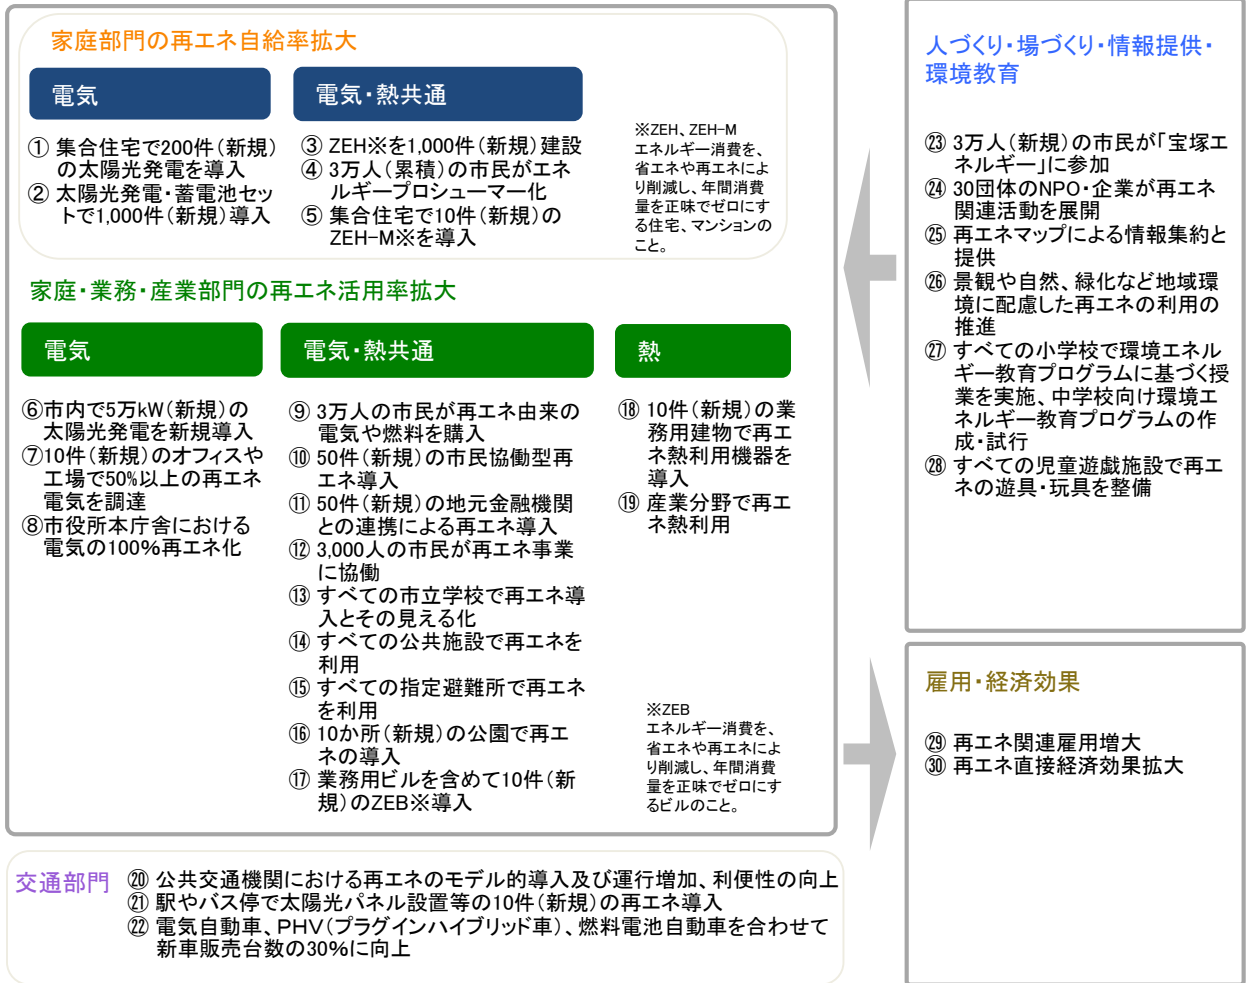 家庭部門の再エネ自給率拡大
電気
① 集合住宅で200件(新規)
の太陽光発電を導入
② 太陽光発電・蓄電池セッ
トで1,000件(新規)導入
電気・熱共通
③ ZEH※を1,000件(新規)建設
④ 3万人(累積)の市民がエネ
ルギープロシューマー化
⑤ 集合住宅で10件(新規)の
ZEH-M※を導入
※ZEH、ZEH-M
エネルギー消費を、
省エネや再エネによ
り削減し、年間消費
量を正味でゼロにす
る住宅、マンションの
こと。
家庭・業務・産業部門の再エネ活用率拡大
電気
⑥市内で5万kW(新規)の
太陽光発電を新規導入
⑦10件(新規)のオフィスや
工場で50%以上の再エネ
電気を調達
⑧市役所本庁舎における
電気の100%再エネ化
電気・熱共通
⑨ 3万人の市民が再エネ由来の
電気や燃料を購入
⑩ 50件(新規)の市民協働型再
エネ導入
⑪ 50件(新規)の地元金融機関
との連携による再エネ導入
⑫ 3,000人の市民が再エネ事業
に協働
⑬ すべての市立学校で再エネ導
入とその見える化
⑭ すべての公共施設で再エネを
利用
⑮ すべての指定避難所で再エネ
を利用
⑯ 10か所(新規)の公園で再エ
ネの導入
⑰ 業務用ビルを含めて10件(新
規)のZEB※導入
熱
⑱ 10件(新規)の業
務用建物で再エ
ネ熱利用機器を
導入
⑲ 産業分野で再エ
ネ熱利用
※ZEB
エネルギー消費を、
省エネや再エネによ
り削減し、年間消費
量を正味でゼロにす
るビルのこと。
交通部門
⑳ 公共交通機関における再エネのモデル的導入及び運行増加、利便性の向上
㉑ 駅やバス停で太陽光パネル設置等の10件(新規)の再エネ導入
㉒ 電気自動車、PHV(プラグインハイブリッド車)、燃料電池自動車を合わせて
新車販売台数の30%に向上
人づくり・場づくり・情報提供・
環境教育
㉓ 3万人(新規)の市民が「宝塚エ
ネルギー」に参加
㉔ 30団体のNPO・企業が再エネ
関連活動を展開
㉕ 再エネマップによる情報集約と
提供
㉖ 景観や自然、緑化など地域環
境に配慮した再エネの利用の
推進
㉗ すべての小学校で環境エネル
ギー教育プログラムに基づく授
業を実施、中学校向け環境エ
ネルギー教育プログラムの作
成・試行
㉘ すべての児童遊戯施設で再エ
ネの遊具・玩具を整備
雇用・経済効果
㉙ 再エネ関連雇用増大
㉚ 再エネ直接経済効果拡大